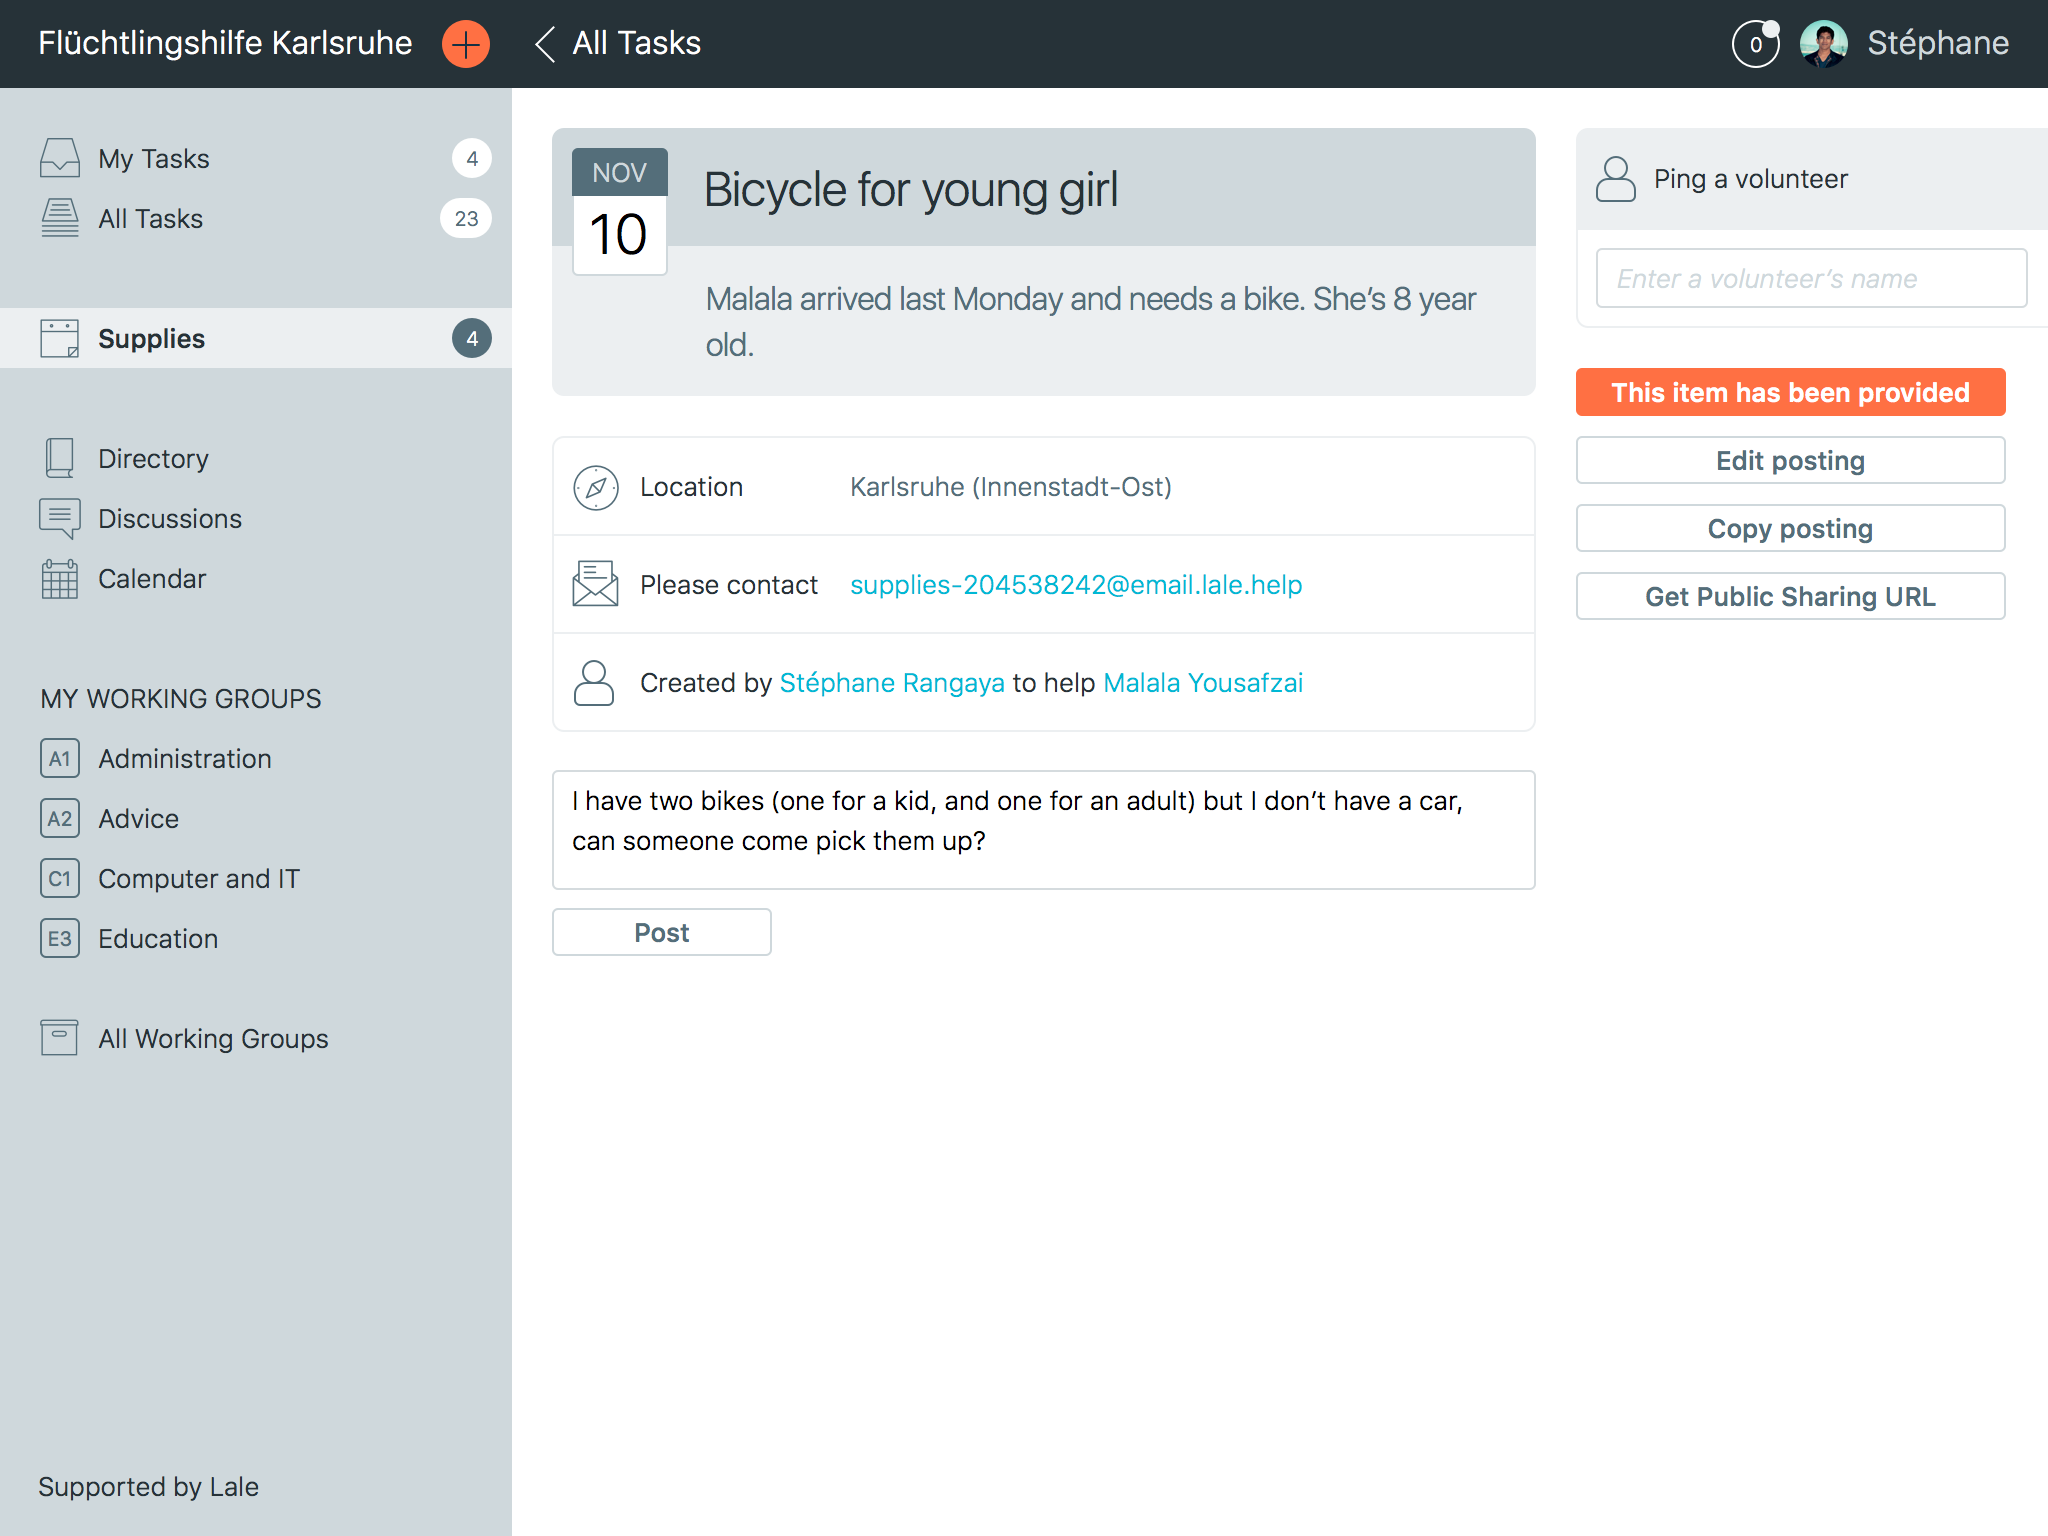 Flüchtlingshilfe Karlsruhe
All Tasks
0
Stéphane
My Tasks
4
All Tasks
23
Supplies
4
Directory
Discussions
Calendar
MY WORKING GROUPS
A1 Administration
A2 Advice
C1 Computer and IT
E3 Education
All Working Groups
Supported by Lale
NOV
10
Bicycle for young girl
Malala arrived last Monday and needs a bike. She’s 8 year
old.
Location Karlsruhe (Innenstadt-Ost)
Please contact supplies-204538242@email.lale.help
Created by Stéphane Rangaya to help Malala Yousafzai
I have two bikes (one for a kid, and one for an adult) but I don’t have a car,
can someone come pick them up?
Post
Ping a volunteer
Enter a volunteer’s name
This item has been provided
Edit posting
Copy posting
Get Public Sharing URL